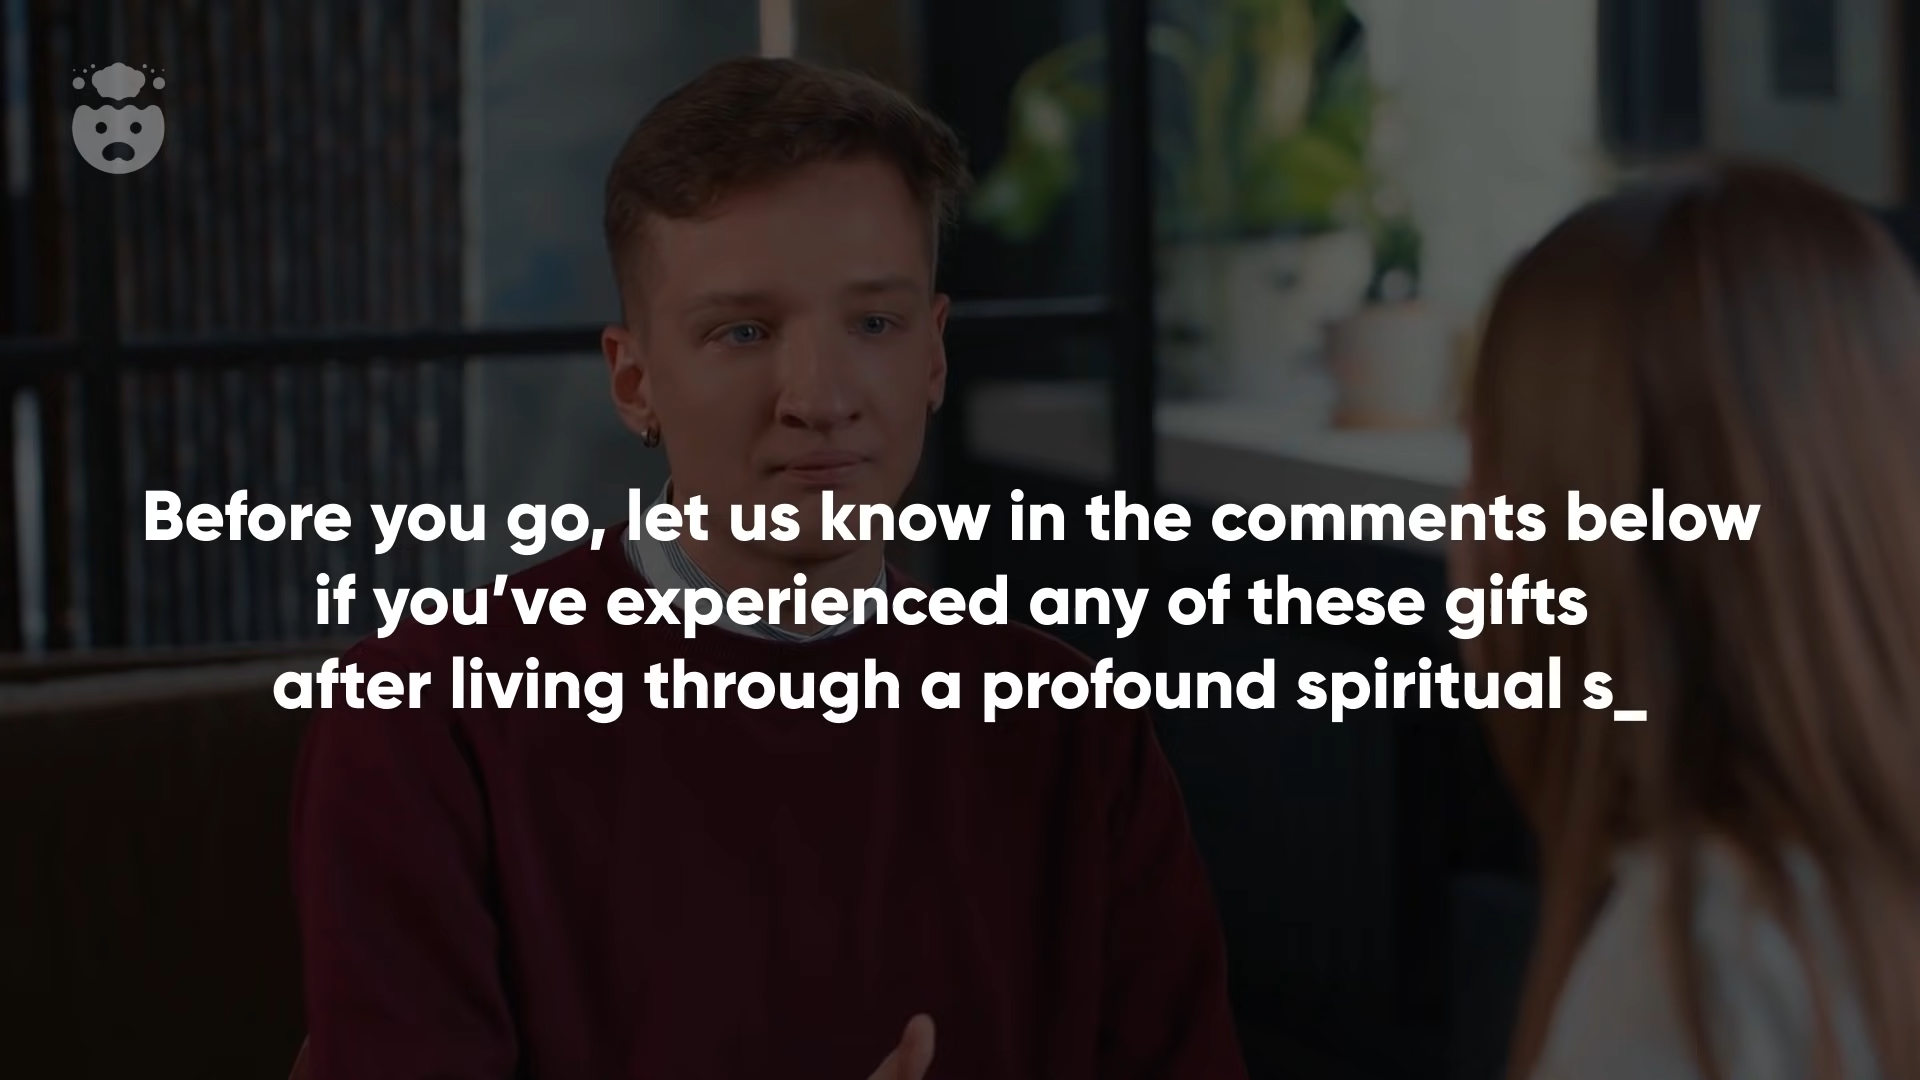 Before you go, let us know in the comments below
if you’ve experienced any of these gifts
after living through a profound spiritual s_